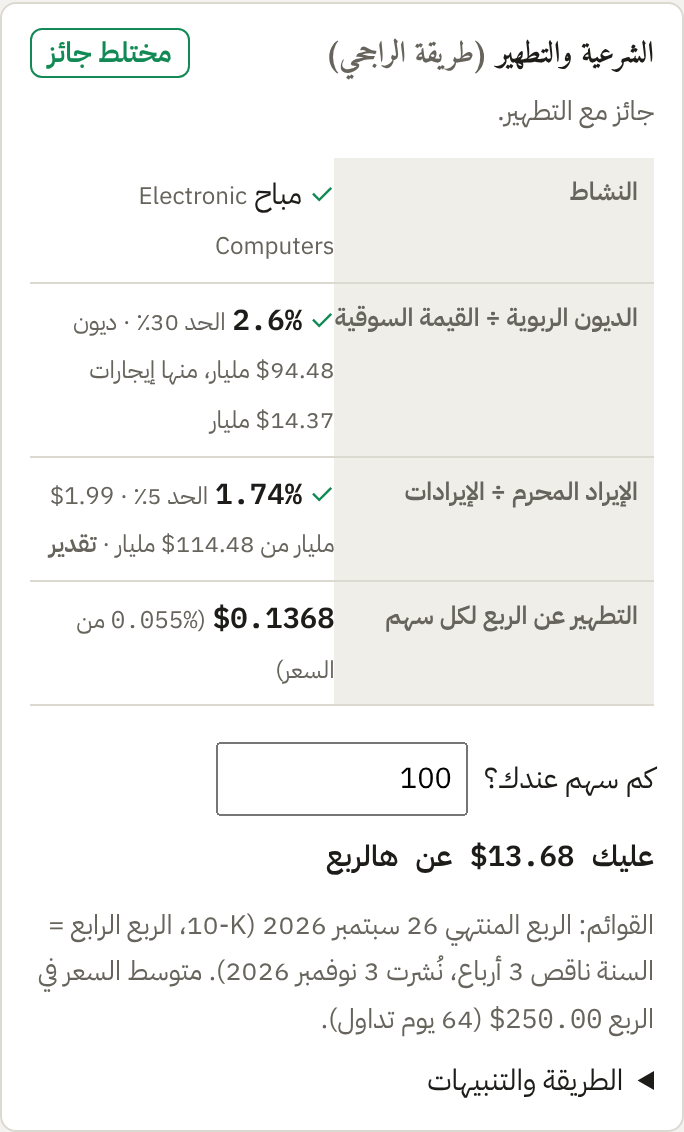 الشرعية والتطهير (طريقة الراجحي)
مختلط جائز
جائز مع التطهير.
النشاط
✓ مباح Electronic
Computers
الديون الربوية ÷ القيمة السوقية
✓ 2.6% الحد 30٪ · ديون
$94.48 مليار، منها إيجارات
$14.37 مليار
الإيراد المحرم ÷ الإيرادات
✓ 1.74% الحد 5٪ · $1.99
مليار من $114.48 مليار · تقدير
التطهير عن الربع لكل سهم
$0.1368 (0.055% من
السعر)
كم سهم عندك؟
100
عليك $13.68 عن هالربع
القوائم: الربع المنتهي 26 سبتمبر 2026 (10-K، الربع الرابع =
السنة ناقص 3 أرباع، نُشرت 3 نوفمبر 2026). متوسط السعر في
الربع $250.00 (64 يوم تداول).
◀ الطريقة والتنبيهات